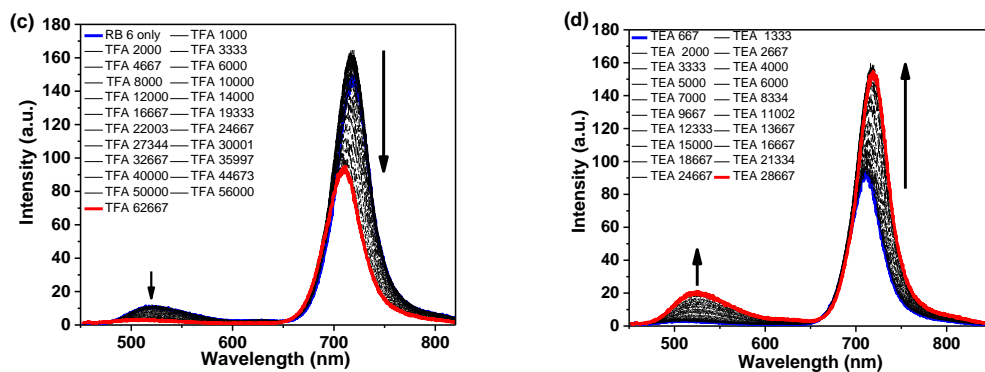 (c)
180
160
140
120
100
80
60
40
20
0
Intensity (a.u.)
RB 6 only TFA 1000
TFA 2000 TFA 3333
TFA 4667 TFA 6000
TFA 8000 TFA 10000
TFA 12000 TFA 14000
TFA 16667 TFA 19333
TFA 22003 TFA 24667
TFA 27344 TFA 30001
TFA 32667 TFA 35997
TFA 40000 TFA 44673
TFA 50000 TFA 56000
TFA 62667
500 600 700 800
Wavelength (nm)
(d)
180
160
140
120
100
80
60
40
20
0
Intensity (a.u.)
TEA 667 TEA 1333
TEA 2000 TEA 2667
TEA 3333 TEA 4000
TEA 5000 TEA 6000
TEA 7000 TEA 8334
TEA 9667 TEA 11002
TEA 12333 TEA 13667
TEA 15000 TEA 16667
TEA 18667 TEA 21334
TEA 24667 TEA 28667
500 600 700 800
Wavelength (nm)